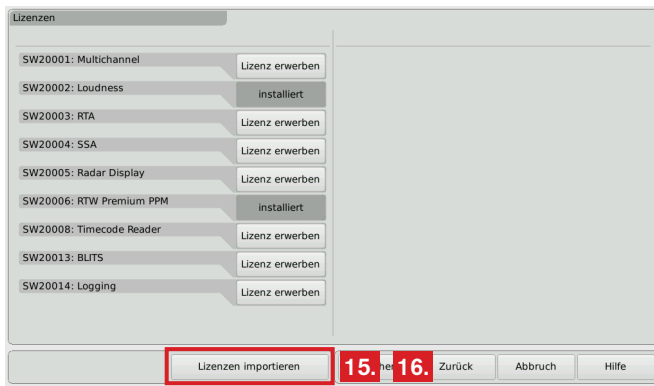 Lizenzen
SW20001: Multichannel
Lizenz erwerben
SW20002: Loudness
installiert
SW20003: RTA
Lizenz erwerben
SW20004: SSA
Lizenz erwerben
SW20005: Radar Display
Lizenz erwerben
SW20006: RTW Premium PPM
installiert
SW20008: Timecode Reader
Lizenz erwerben
SW20013: BLITS
Lizenz erwerben
SW20014: Logging
Lizenz erwerben
Lizenzen importieren 15. 16. Zurück Abbruch Hilfe